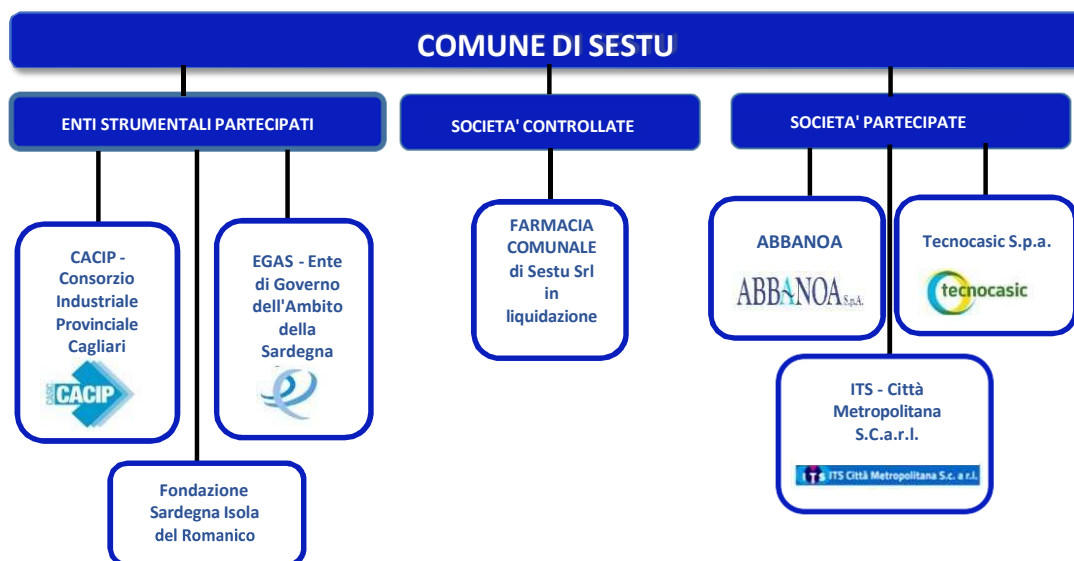 COMUNE DI SESTU
ENTI STRUMENTALI PARTECIPATI
SOCIETA' CONTROLLATE
SOCIETA' PARTECIPATE
CACIP -
Consorzio
Industriale
Provinciale
Cagliari
CASIC
CACIP
EGAS - Ente
di Governo
dell'Ambito
della
Sardegna
Fondazione
Sardegna Isola
del Romanico
FARMACIA
COMUNALE
di Sestu Srl
in
liquidazione
ABBANOA
ABBANOA S.p.A.
Tecnocasic S.p.a.
tecnocasic
ITS - Città
Metropolitana
S.C.a.r.l.
ITS ITS Città Metropolitana S.c. a r.l.